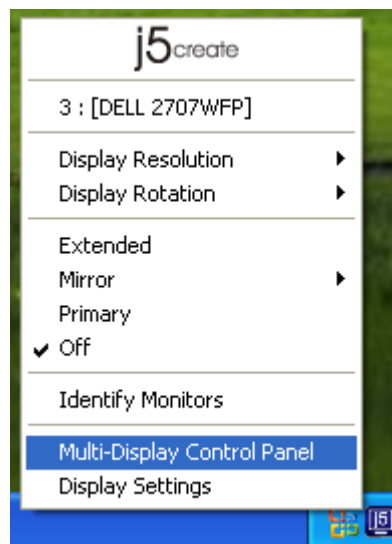 j5create
3 : [DELL 2707WFP]
Display Resolution
Display Rotation
Extended
Mirror
Primary
Off
Identify Monitors
Multi-Display Control Panel
Display Settings
j5